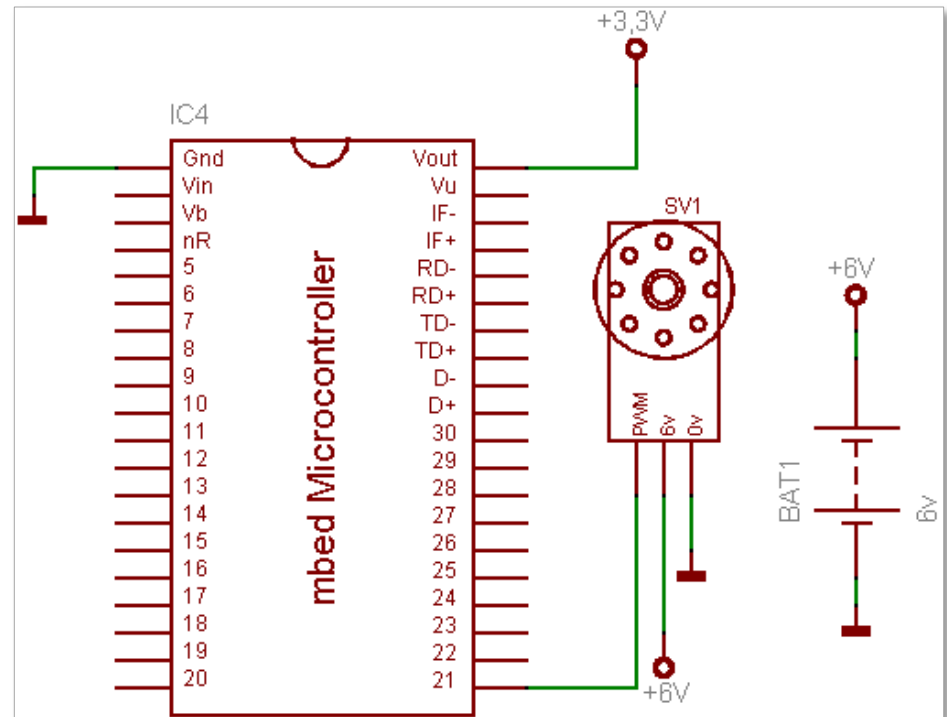 +3,3V
IC4
Gnd
Vin
Vb
nR
5
6
7
8
9
10
11
12
13
14
15
16
17
18
19
20
mbed Microcontroller
Vout
Vu
IF-
IF+
RD-
RD+
TD-
TD+
D-
D+
30
29
28
27
26
25
24
23
22
21
SV1
PWM
6v
0v
+6V
+6V
BAT1
6v